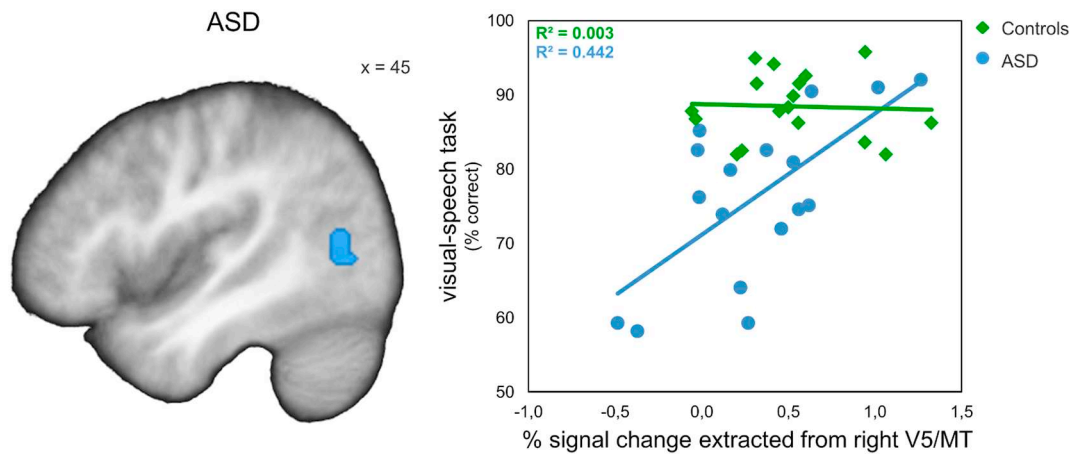 ASD
x = 45
R² = 0.003
R² = 0.442
Controls
ASD
visual-speech task
(% correct)
100
90
80
70
60
50
-1,0 -0,5 0,0 0,5 1,0 1,5
% signal change extracted from right V5/MT